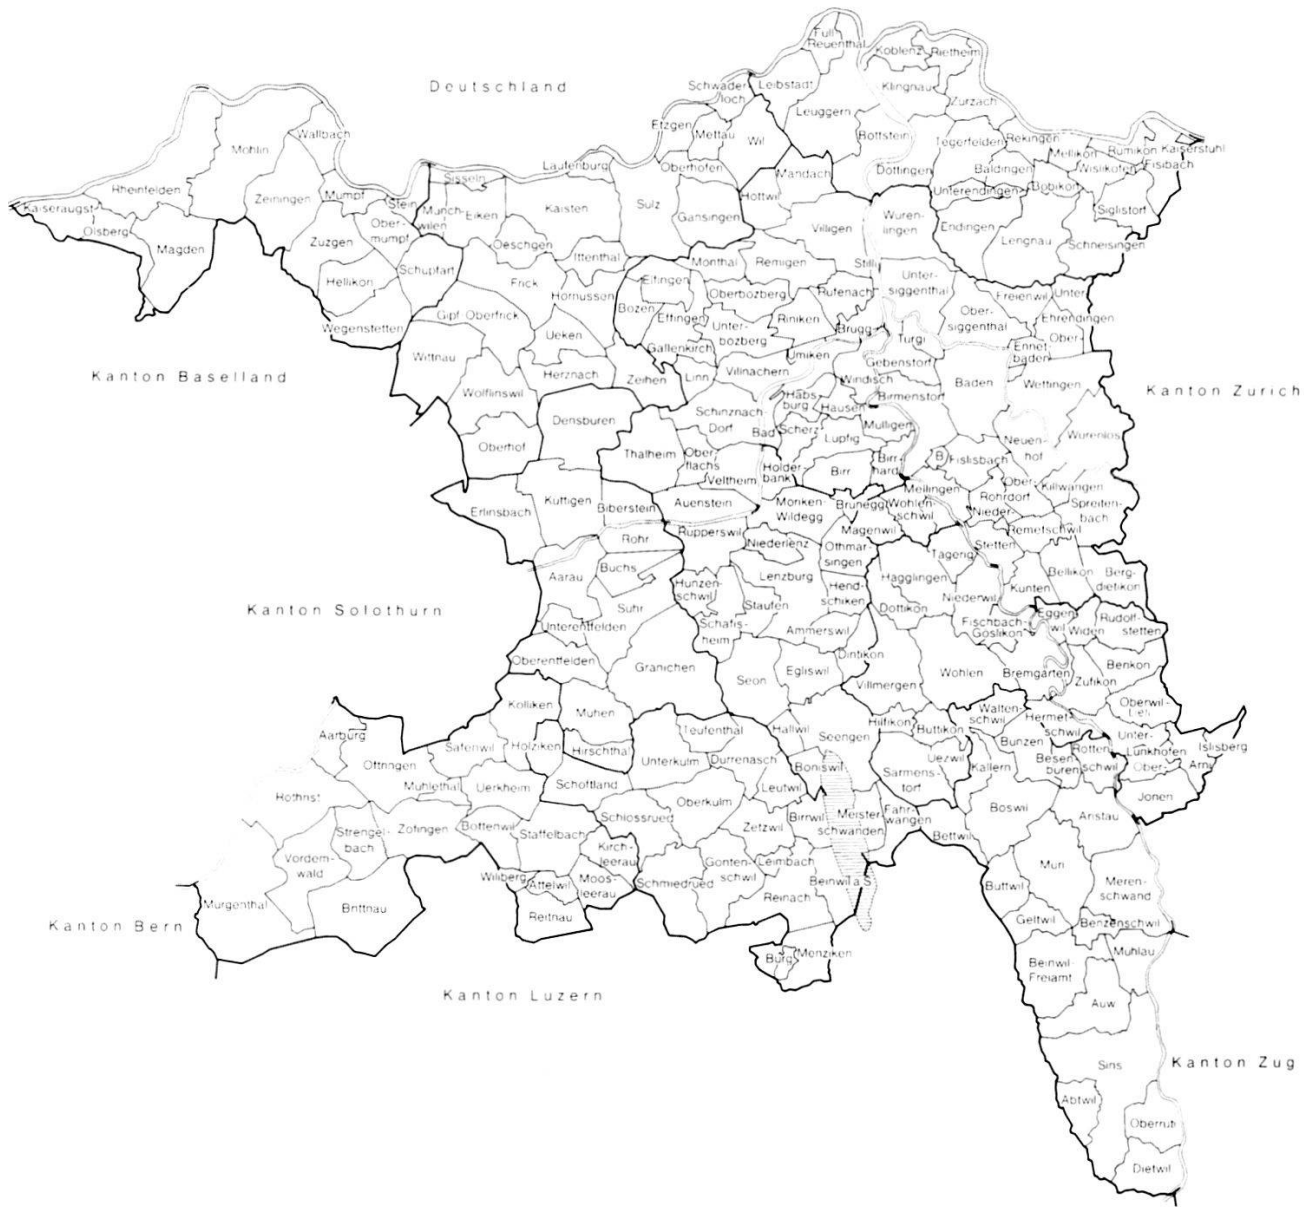 Deutschland
Full
Reuenthal
Koblenz
Rietheim
Schwader-
loch
Leibstadt
Klingnau
Zurzach
Leuggern
Wallbach
Etzgen
Mettau
Wil
Bottstein
Tegerfelden
Rekingen
Mellikon
Rumikon
Kaiserstuhl
Wislikofen
Fisibach
Mohlin
Laufenburg
Oberhofen
Mandach
Dottingen
Baldingen
Bobikon
Rheinfelden
Sisseln
Unterendingen
Siglistorf
Kaiseraugst
Olsberg
Zeiningen
Mumpf
Stein
Munch-
wilen
Eiken
Kaisten
Sulz
Gansingen
Hottwil
Villigen
Wuren-
lingen
Endingen
Lengnau
Schneisingen
Magden
Zuzgen
Ober-
mumpf
Oeschgen
Ittenthal
Monthal
Remigen
Stilli
Unter-
siggenthal
Hellikon
Schupfart
Frick
Hornussen
Elfingen
Oberbozberg
Rufenach
Freienwil
Unter
Ehrendingen
Ober-
Wegenstetten
Gipf Oberfrick
Ueken
Bozen
Effingen
Unter-
bozberg
Riniken
Brugg
Turgi
Ober-
siggenthal
Ennet
baden
Kanton Baselland
Wittnau
Herznach
Gallenkirch
Zeihen
Linn
Villnachern
Umiken
Gebenstorf
Windisch
Birmenstorf
Baden
Wettingen
Kanton Zurich
Wolflinswil
Densburen
Schinznach-
Dorf
Bad
Habs
burg
Hausen
Scherz
Lupfig
Mulligen
Neuen-
hof
Wurenlos
Oberhof
Thalheim
Ober-
flachs
Veltheim
Holder-
bank
Birr
Birr-
hard
B
Fislisbach
Killwangen
Kuttigen
Erlinsbach
Biberstein
Auenstein
Moriken-
Wildegg
Brunegg
Mellingen
Wohlen-
schwil
Ober-
Rohrdorf
Nieder-
Spreiten-
bach
Remetschwil
Rohr
Rupperswil
Niederlenz
Magenwil
Othmar-
singen
Tagerig
Stetten
Bellikon
Berg-
dietikon
Aarau
Buchs
Hunzen-
schwil
Lenzburg
Hend-
schiken
Hagglingen
Dottikon
Niederwil
Kunten
Kanton Solothurn
Suhr
Staufen
Schafis-
heim
Ammerswil
Fischbach-
Goslikon
Eggen
wil
Widen
Rudolf-
stetten
Unterentfelden
Oberentfelden
Granichen
Seon
Egliswil
Dintikon
Villmergen
Wohlen
Bremgarten
Zufikon
Berikon
Kolliken
Muhen
Hallwil
Seengen
Hilfikon
Buttikon
Walten-
schwil
Hermet-
schwil
Oberwil-
Lieli
Aarburg
Oftringen
Safenwil
Holziken
Hirschthal
Unterkulm
Teufenthal
Durrenasch
Boniswil
Sarmens-
torf
Uezwil
Kallern
Bunzen
Besen-
buren
Rotten
schwil
Unter-
Lunkhofen
Ober-
Islisberg
Arni
Rothrist
Muhlethal
Uerkheim
Schoftland
Leutwil
Oberkulm
Boswil
Aristau
Jonen
Strengel-
bach
Zofingen
Bottenwil
Staffelbach
Schlossrued
Zetzwil
Birrwil
Meister
schwanden
Fahr-
wangen
Bettwil
Vordem-
wald
Kirch-
leerau
Schmiedrued
Gonten-
schwil
Leimbach
Muri
Meren-
schwand
Murgenthal
Brittnau
Wiliberg
Attelwil
Moos-
leerau
Reitnau
Reinach
Beinwil a S
Buttwil
Geltwil
Benzenschwil
Kanton Bern
Burg
Menziken
Beinwil-
Freiamt
Muhlau
Kanton Luzern
Auw
Sins
Kanton Zug
Abtwil
Oberruti
Dietwil